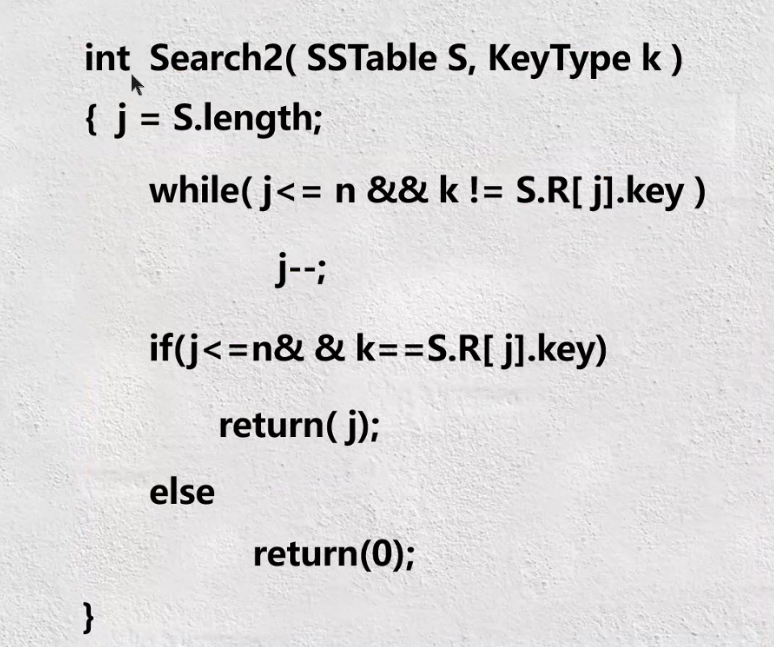 int Search2( SSTable S, KeyType k )
{ j = S.length;
while( j<= n && k != S.R[ j].key )
j--;
if(j<=n& & k==S.R[ j].key)
return( j);
else
return(0);
}